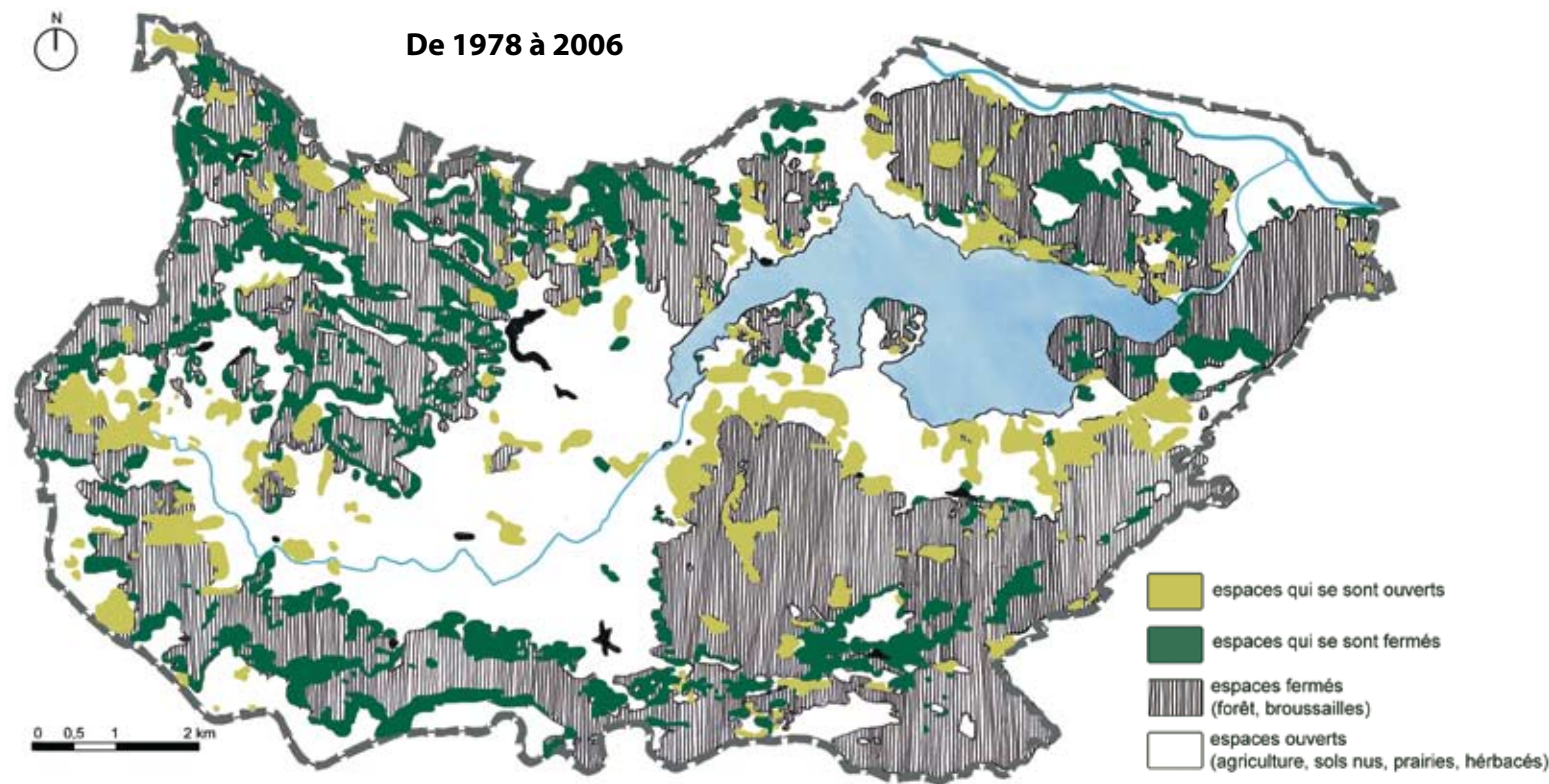 N
De 1978 à 2006
espaces qui se sont ouverts
espaces qui se sont fermés
espaces fermés
(forêt, broussailles)
espaces ouverts
(agriculture, sols nus, prairies, hérbacés)
0 0,5 1 2 km